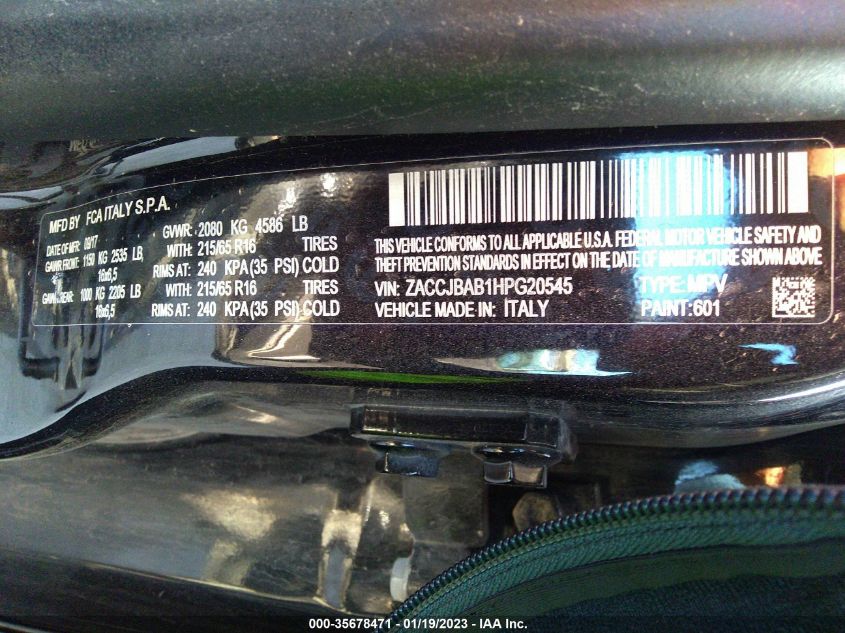 MFD BY FCA ITALY S.P.A.
DATE OF MFR 09/17 GVWR: 2080 KG 4586 LB
GAWR FRONT: 1150 KG 2535 LB, WITH: 215/65 R16 TIRES
16x6,5 RIMS AT: 240 KPA(35 PSI) COLD
GAWR REAR: 1000 KG 2205 LB WITH: 215/65 R16 TIRES
16x6,5 RIMS AT: 240 KPA(35 PSI) COLD
THIS VEHICLE CONFORMS TO ALL APPLICABLE U.S.A. FEDERAL MOTOR VEHICLE SAFETY AND
THEFT PREVENTION STANDARDS IN EFFECT ON THE DATE OF MANUFACTURE SHOWN ABOVE
VIN: ZACCJBAB1HPG20545 TYPE: MPV
VEHICLE MADE IN: ITALY PAINT:601
000-35678471 - 01/19/2023 - IAA Inc.